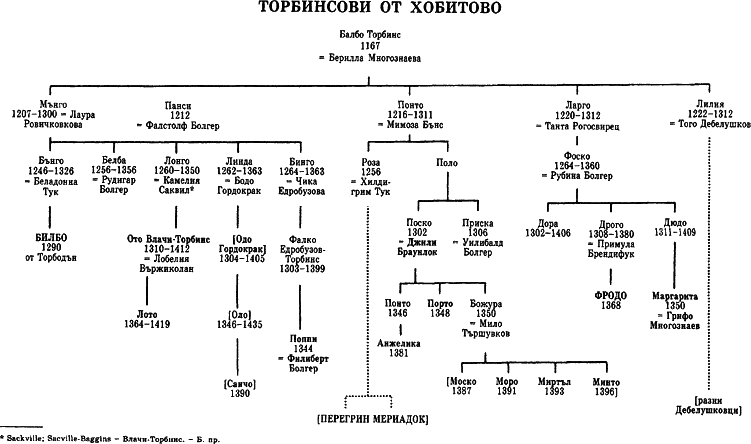 ТОРБИНСОВИ ОТ ХОБИТОВО
Балбо Торбинс
1167
= Берилла Многознаева
Мънго
1207-1300 = Лаура
Ровичковкова
Панси
1212
= Фалстолф Болгер
Понто
1216-1311
= Мимоза Бънс
Ларго
1220-1312
= Танта Рогосвирец
Лилия
1222-1312
= Того Дебелушков
Бънго
1246-1326
= Беладонна
Тук
Белба
1256-1356
= Рудигар
Болгер
Лонго
1260-1350
= Камелия
Саквил*
Линда
1262-1363
= Бодо
Гордокрак
Бинго
1264-1363
= Чика
Едробузова
Роза
1256
= Хилди-
грим Тук
Поло
Фоско
1264-1360
= Рубина Болгер
БИЛБО
1290
от Торбодън
Ото Влачи-Торбинс
1310-1412
= Лобелия
Вържиколан
[Одо
Гордокрак]
1304-1405
Фалко
Едробузов-
Торбинс
1303-1399
Поско
1302
= Джили
Браунлок
Приска
1306
= Уилибалд
Болгер
Дора
1302-1406
Дрого
1308-1380
= Примула
Брендифук
Дюдо
1311-1409
Лото
1364-1419
[Оло]
1346-1435
Поппи
1344
= Филиберт
Болгер
Понто
1346
Порто
1348
Божура
1350
= Мило
Тършувков
ФРОДО
1368
Маргарита
1350
= Грифо
Многознаев
[Санчо]
1390
Анжелика
1381
[Моско
1387
Моро
1391
Миртъл
1393
Минто
1396]
[ПЕРЕГРИН МЕРИАДОК]
[разни
Дебелушковци]
* Sackville; Sacville-Baggins - Влачи-Торбинс. - Б. пр.